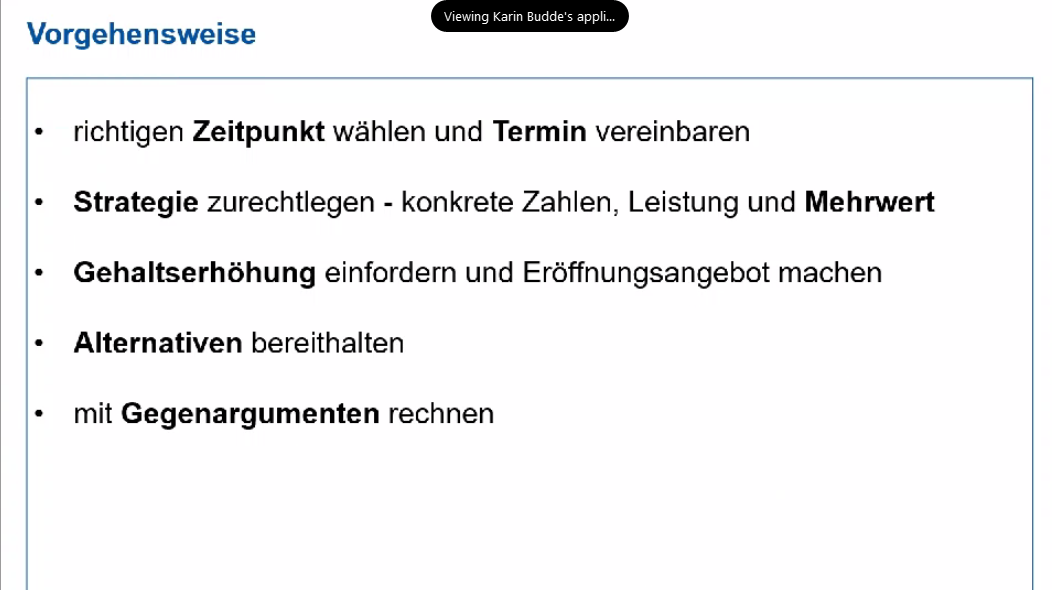 Viewing Karin Budde's appli...
Vorgehensweise
• richtigen Zeitpunkt wählen und Termin vereinbaren
• Strategie zurechtlegen - konkrete Zahlen, Leistung und Mehrwert
• Gehaltserhöhung einfordern und Eröffnungsangebot machen
• Alternativen bereithalten
• mit Gegenargumenten rechnen